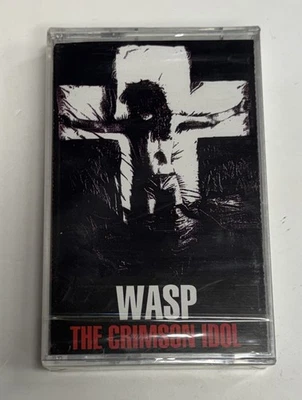 WASP
THE CRIMSON IDOL